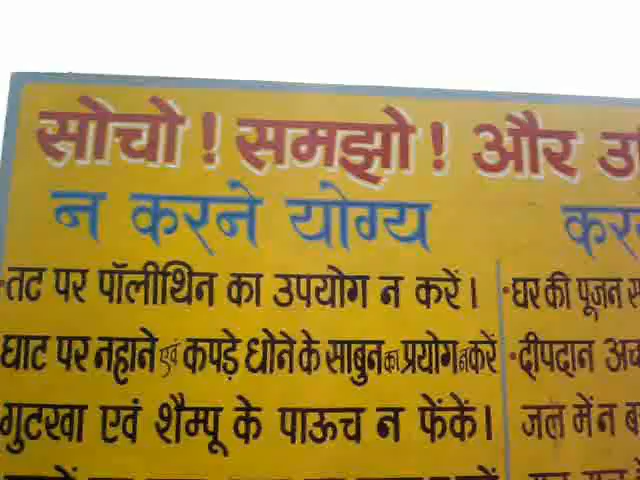 सोचो! समझो! और
न करने योग्य
तट पर पॉलीथिन का उपयोग न करें। • घर की पूजन
घाट पर नहाने एवं कपड़े धोने के साबुन का प्रयोग न करें • दीपदान
गुटखा एवं शैम्पू के पाऊच न फेंकें। जल में न